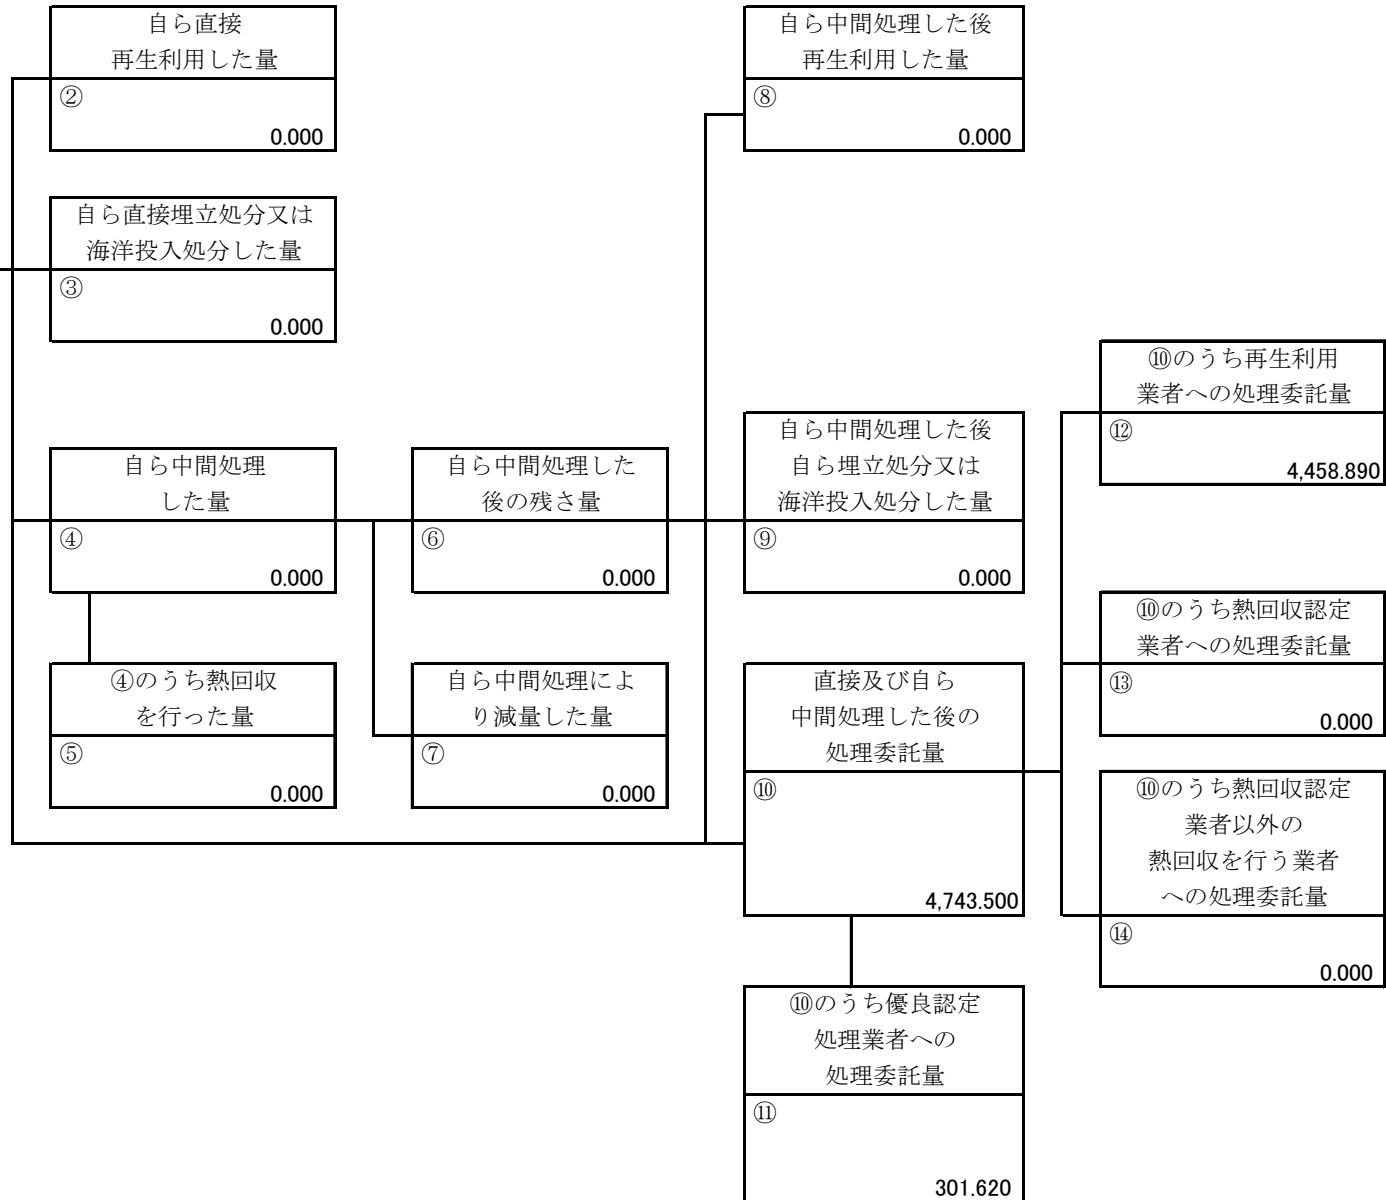 自ら直接
再生利用した量
②
0.000
自ら中間処理した後
再生利用した量
⑧
0.000
自ら直接埋立処分又は
海洋投入処分した量
③
0.000
⑩のうち再生利用
業者への処理委託量
⑫
4,458.890
自ら中間処理
した量
④
0.000
自ら中間処理した
後の残さ量
⑥
0.000
自ら中間処理した後
自ら埋立処分又は
海洋投入処分した量
⑨
0.000
⑩のうち熱回収認定
業者への処理委託量
⑬
0.000
④のうち熱回収
を行った量
⑤
0.000
自ら中間処理によ
り減量した量
⑦
0.000
直接及び自ら
中間処理した後の
処理委託量
⑩
4,743.500
⑩のうち熱回収認定
業者以外の
熱回収を行う業者
への処理委託量
⑭
0.000
⑩のうち優良認定
処理業者への
処理委託量
⑪
301.620